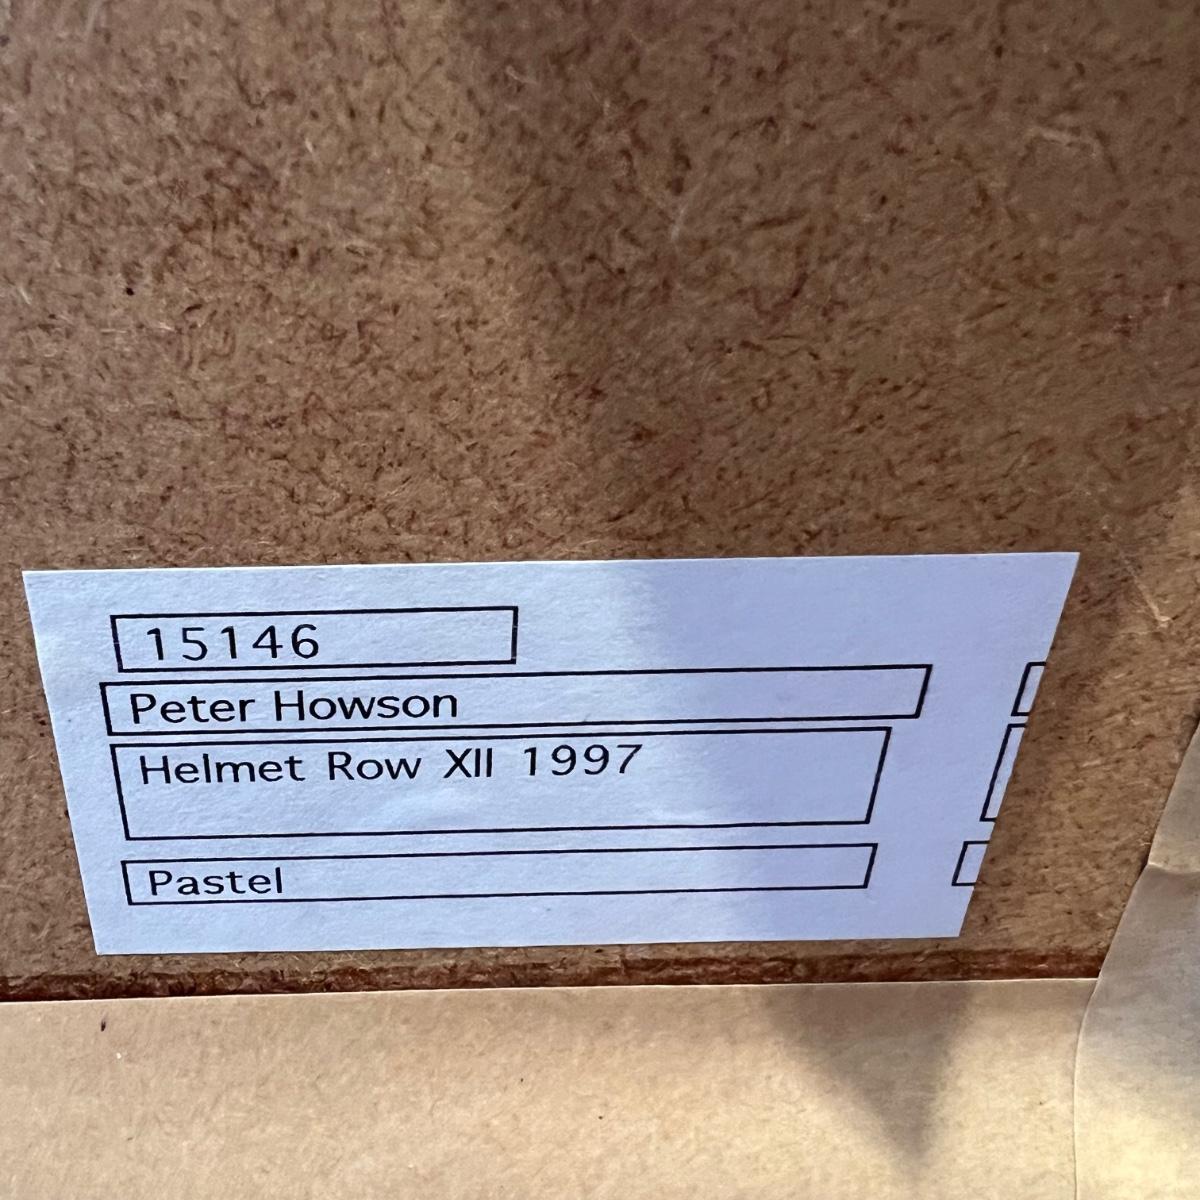 15146
Peter Howson
Helmet Row XII 1997
Pastel